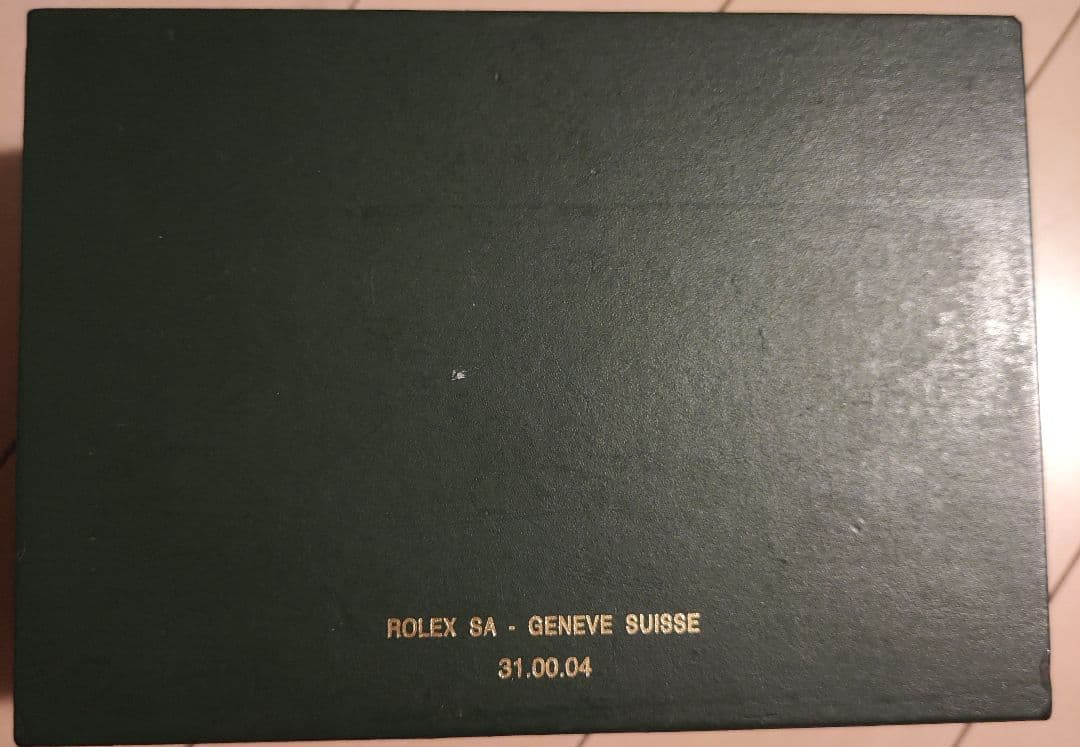 ROLEX SA - GENEVE SUISSE
31.00.04